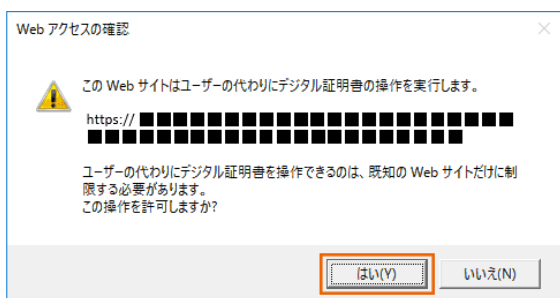 Web アクセスの確認
この Web サイトはユーザーの代わりにデジタル証明書の操作を実行します。
https://
ユーザーの代わりにデジタル証明書を操作できるのは、既知の Web サイトだけに制
限する必要があります。
この操作を許可しますか?
はい(Y)
いいえ(N)